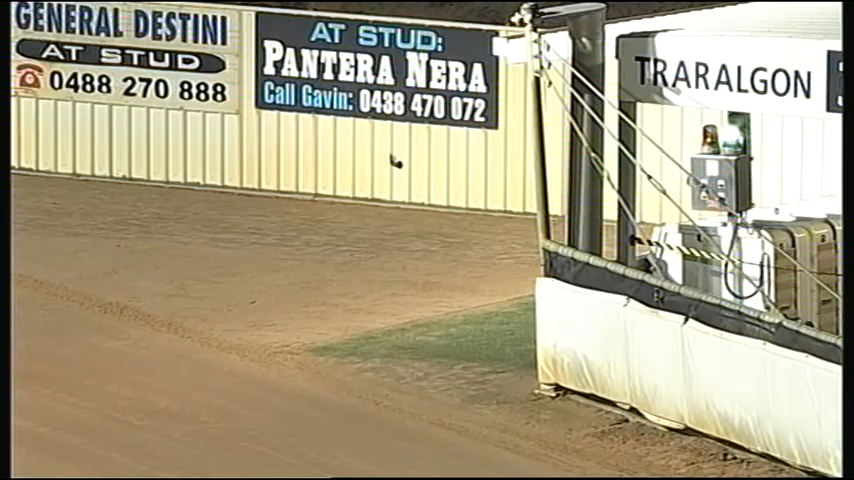 GENERAL DESTINI
AT STUD
0488 270 888
AT STUD:
PANTERA NERA
Call Gavin: 0438 470 072
TRARALGON